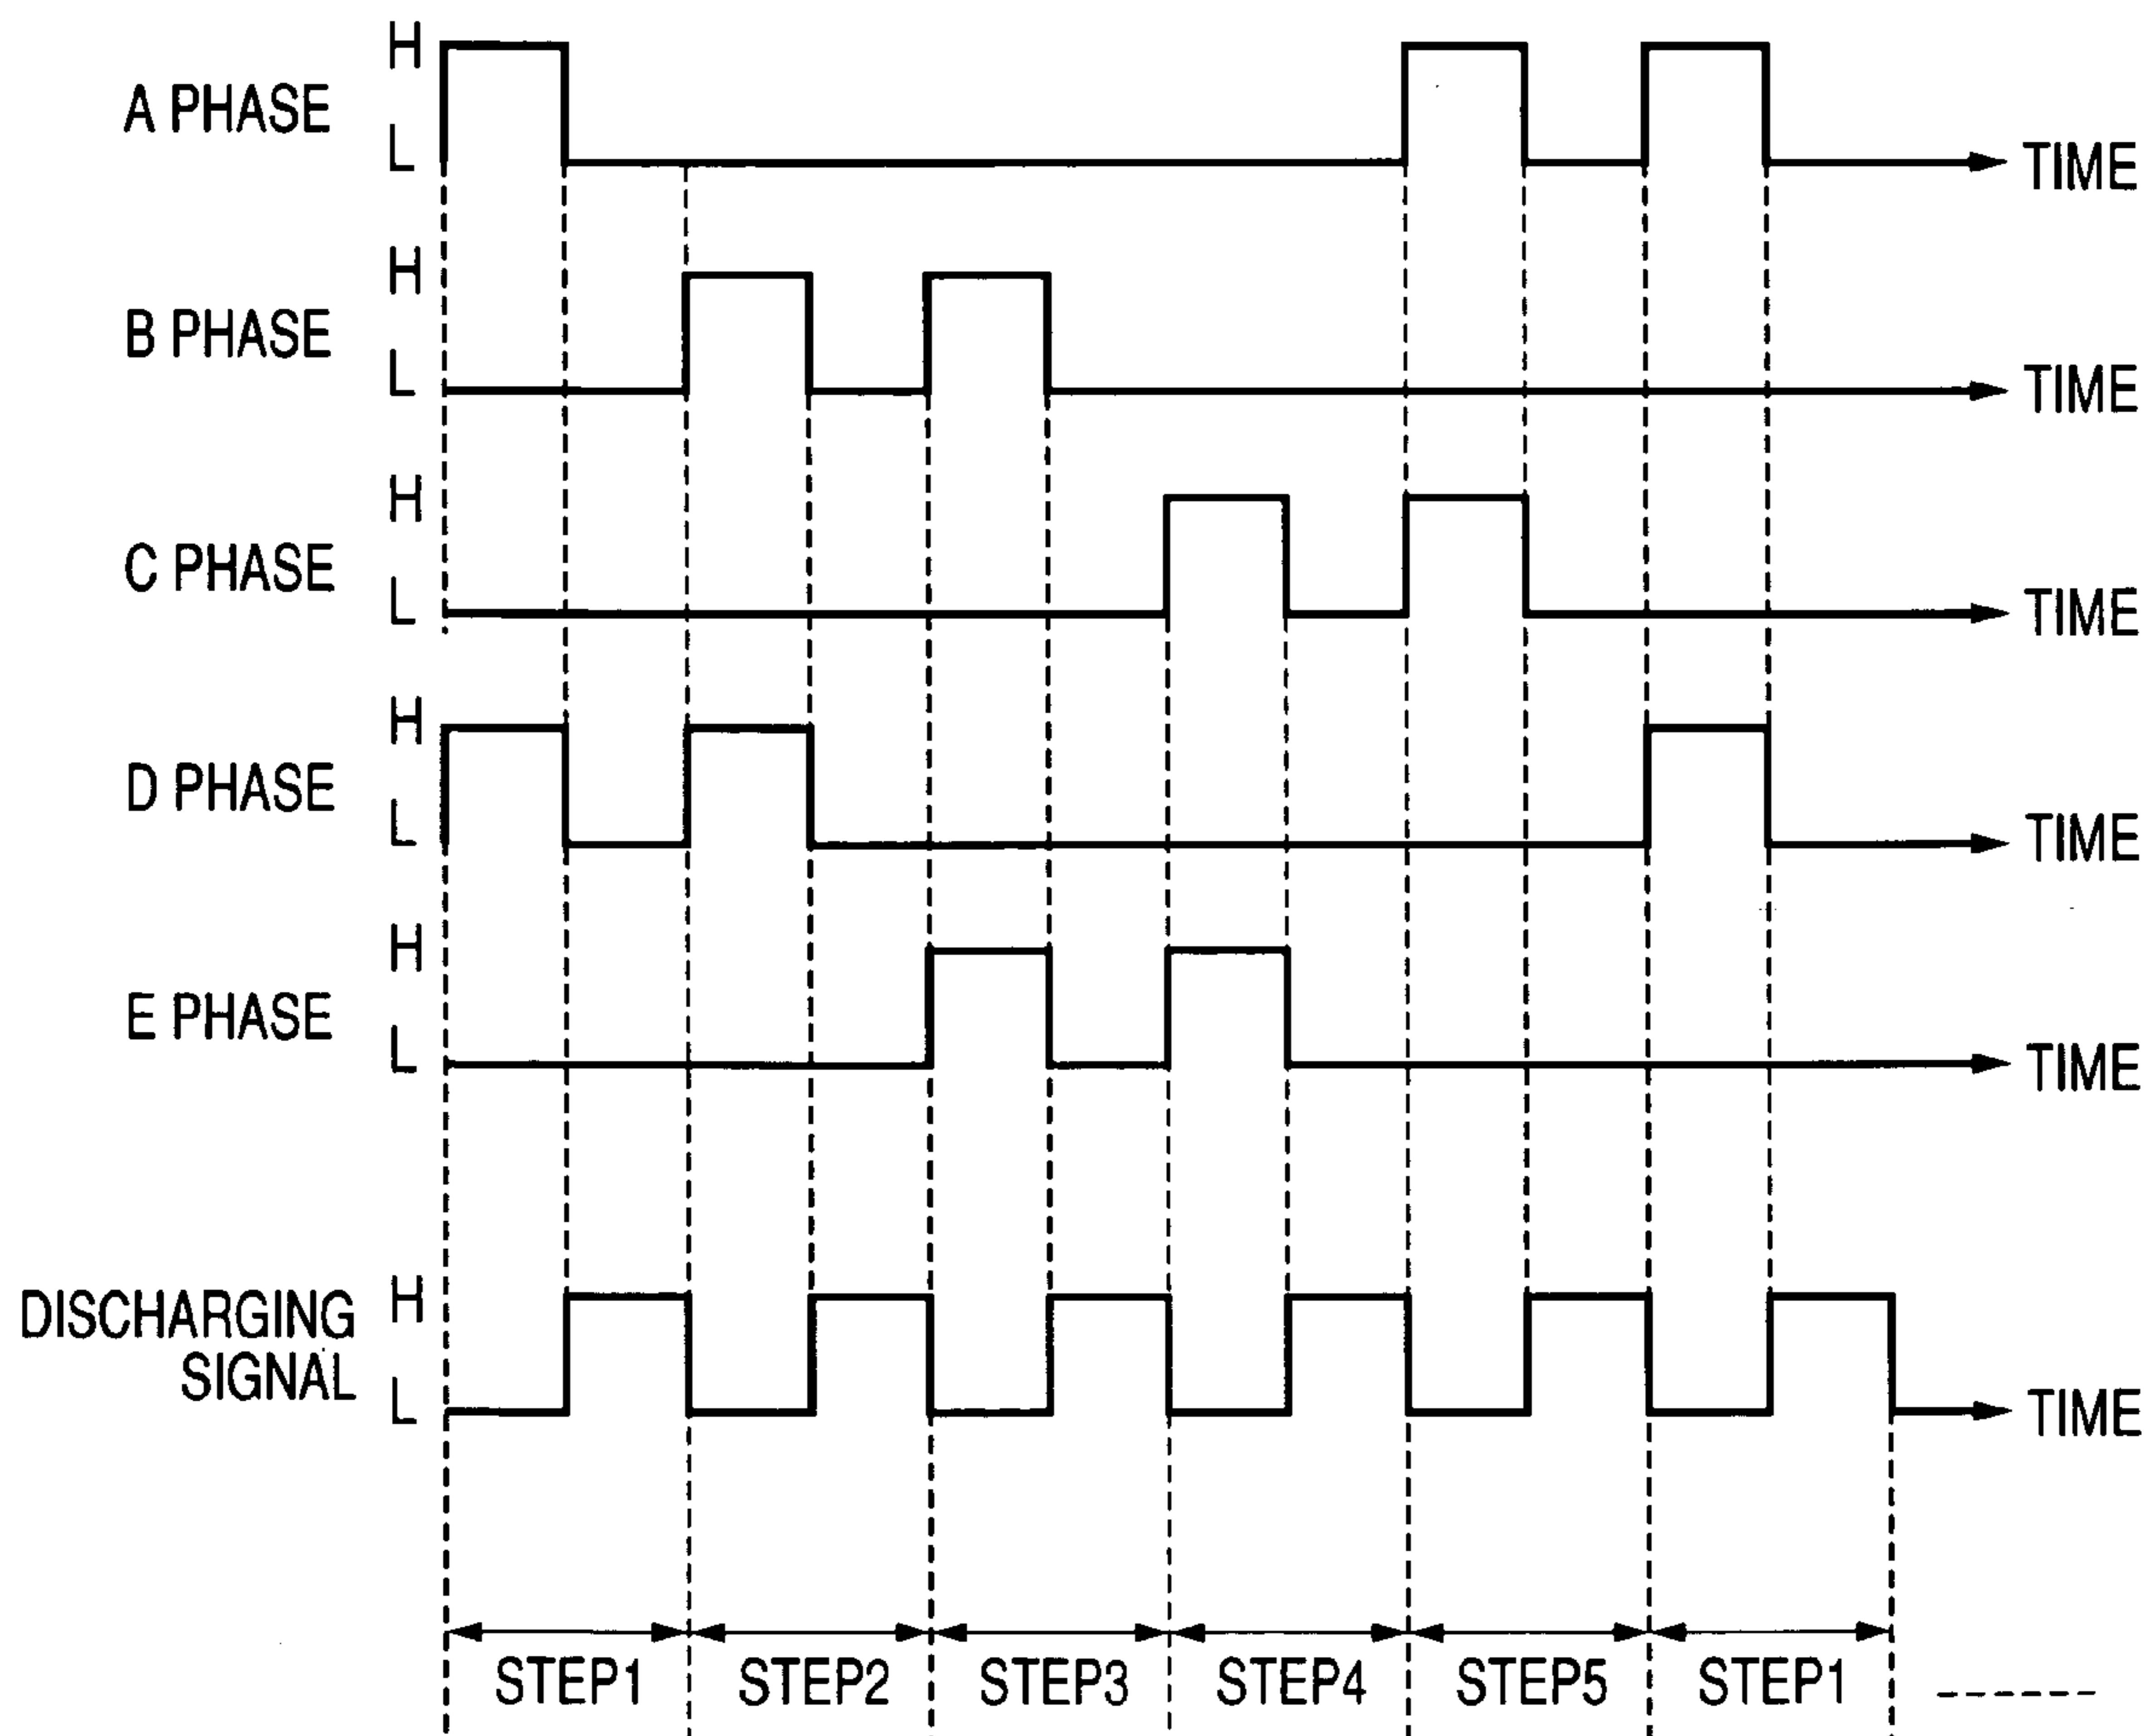 H
A PHASE
L
TIME
H
B PHASE
L
TIME
H
C PHASE
L
TIME
H
D PHASE
L
TIME
H
E PHASE
L
TIME
DISCHARGING
SIGNAL
H
L
TIME
STEP1 STEP2 STEP3 STEP4 STEP5 STEP1